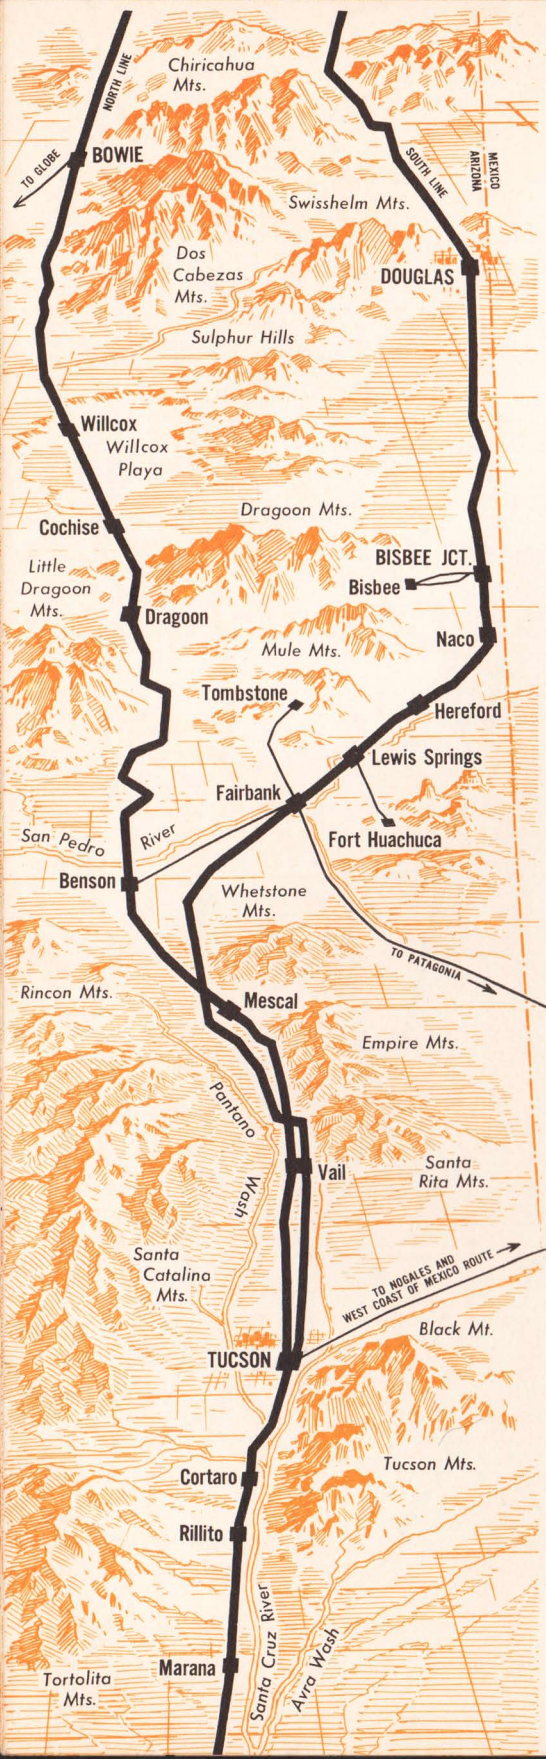 NORTH LINE
Chiricahua
Mts.
TO GLOBE
BOWIE
SOUTH LINE
MEXICO
ARIZONA
Swisshelm Mts.
Dos
Cabezas
Mts.
DOUGLAS
Sulphur Hills
Willcox
Willcox
Playa
Dragoon Mts.
Cochise
BISBEE JCT.
Bisbee
Little
Dragoon
Mts.
Dragoon
Naco
Mule Mts.
Tombstone
Hereford
Lewis Springs
Fairbank
Fort Huachuca
San Pedro
River
Benson
Whetstone
Mts.
TO PATAGONIA
Rincon Mts.
Mescal
Empire Mts.
Pantano
Wash
Vail
Santa
Rita Mts.
Santa
Catalina
Mts.
TO NOGALES AND
WEST COAST OF MEXICO ROUTE
Black Mt.
TUCSON
Tucson Mts.
Cortaro
Rillito
Santa Cruz River
Avra Wash
Marana
Tortolita
Mts.